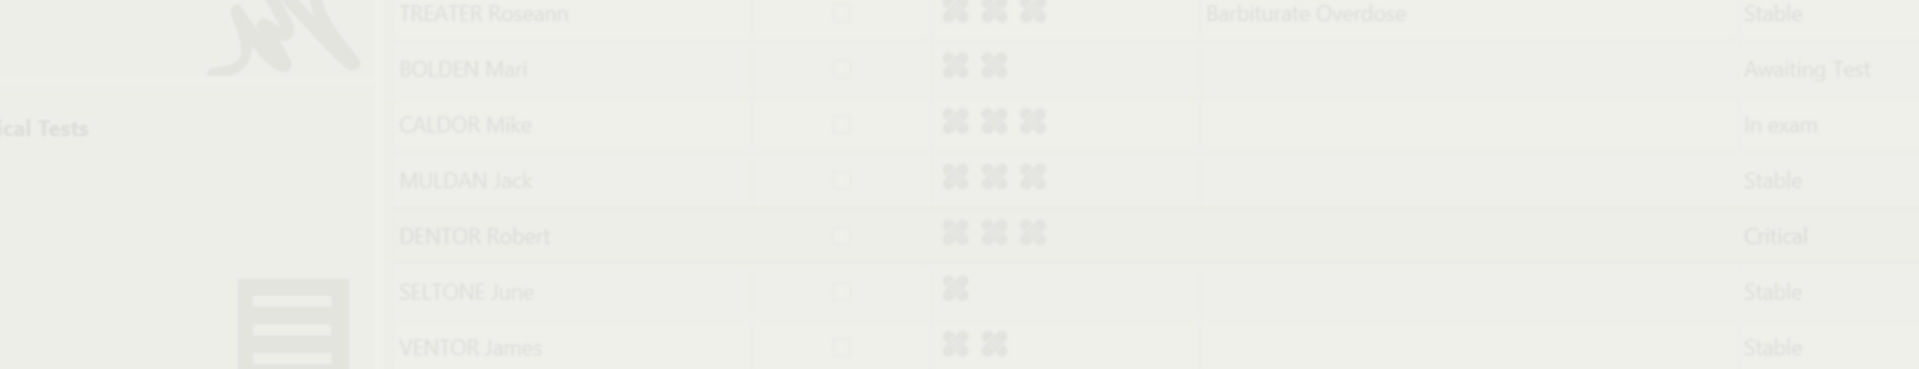 TREATER Roseann Barbiturate Overdose Stable
BOLDEN Mari Awaiting Test
ical Tests
CALDOR Mike In exam
MULDAN Jack Stable
DENTOR Robert Critical
SELTONE June Stable
VENTOR James Stable